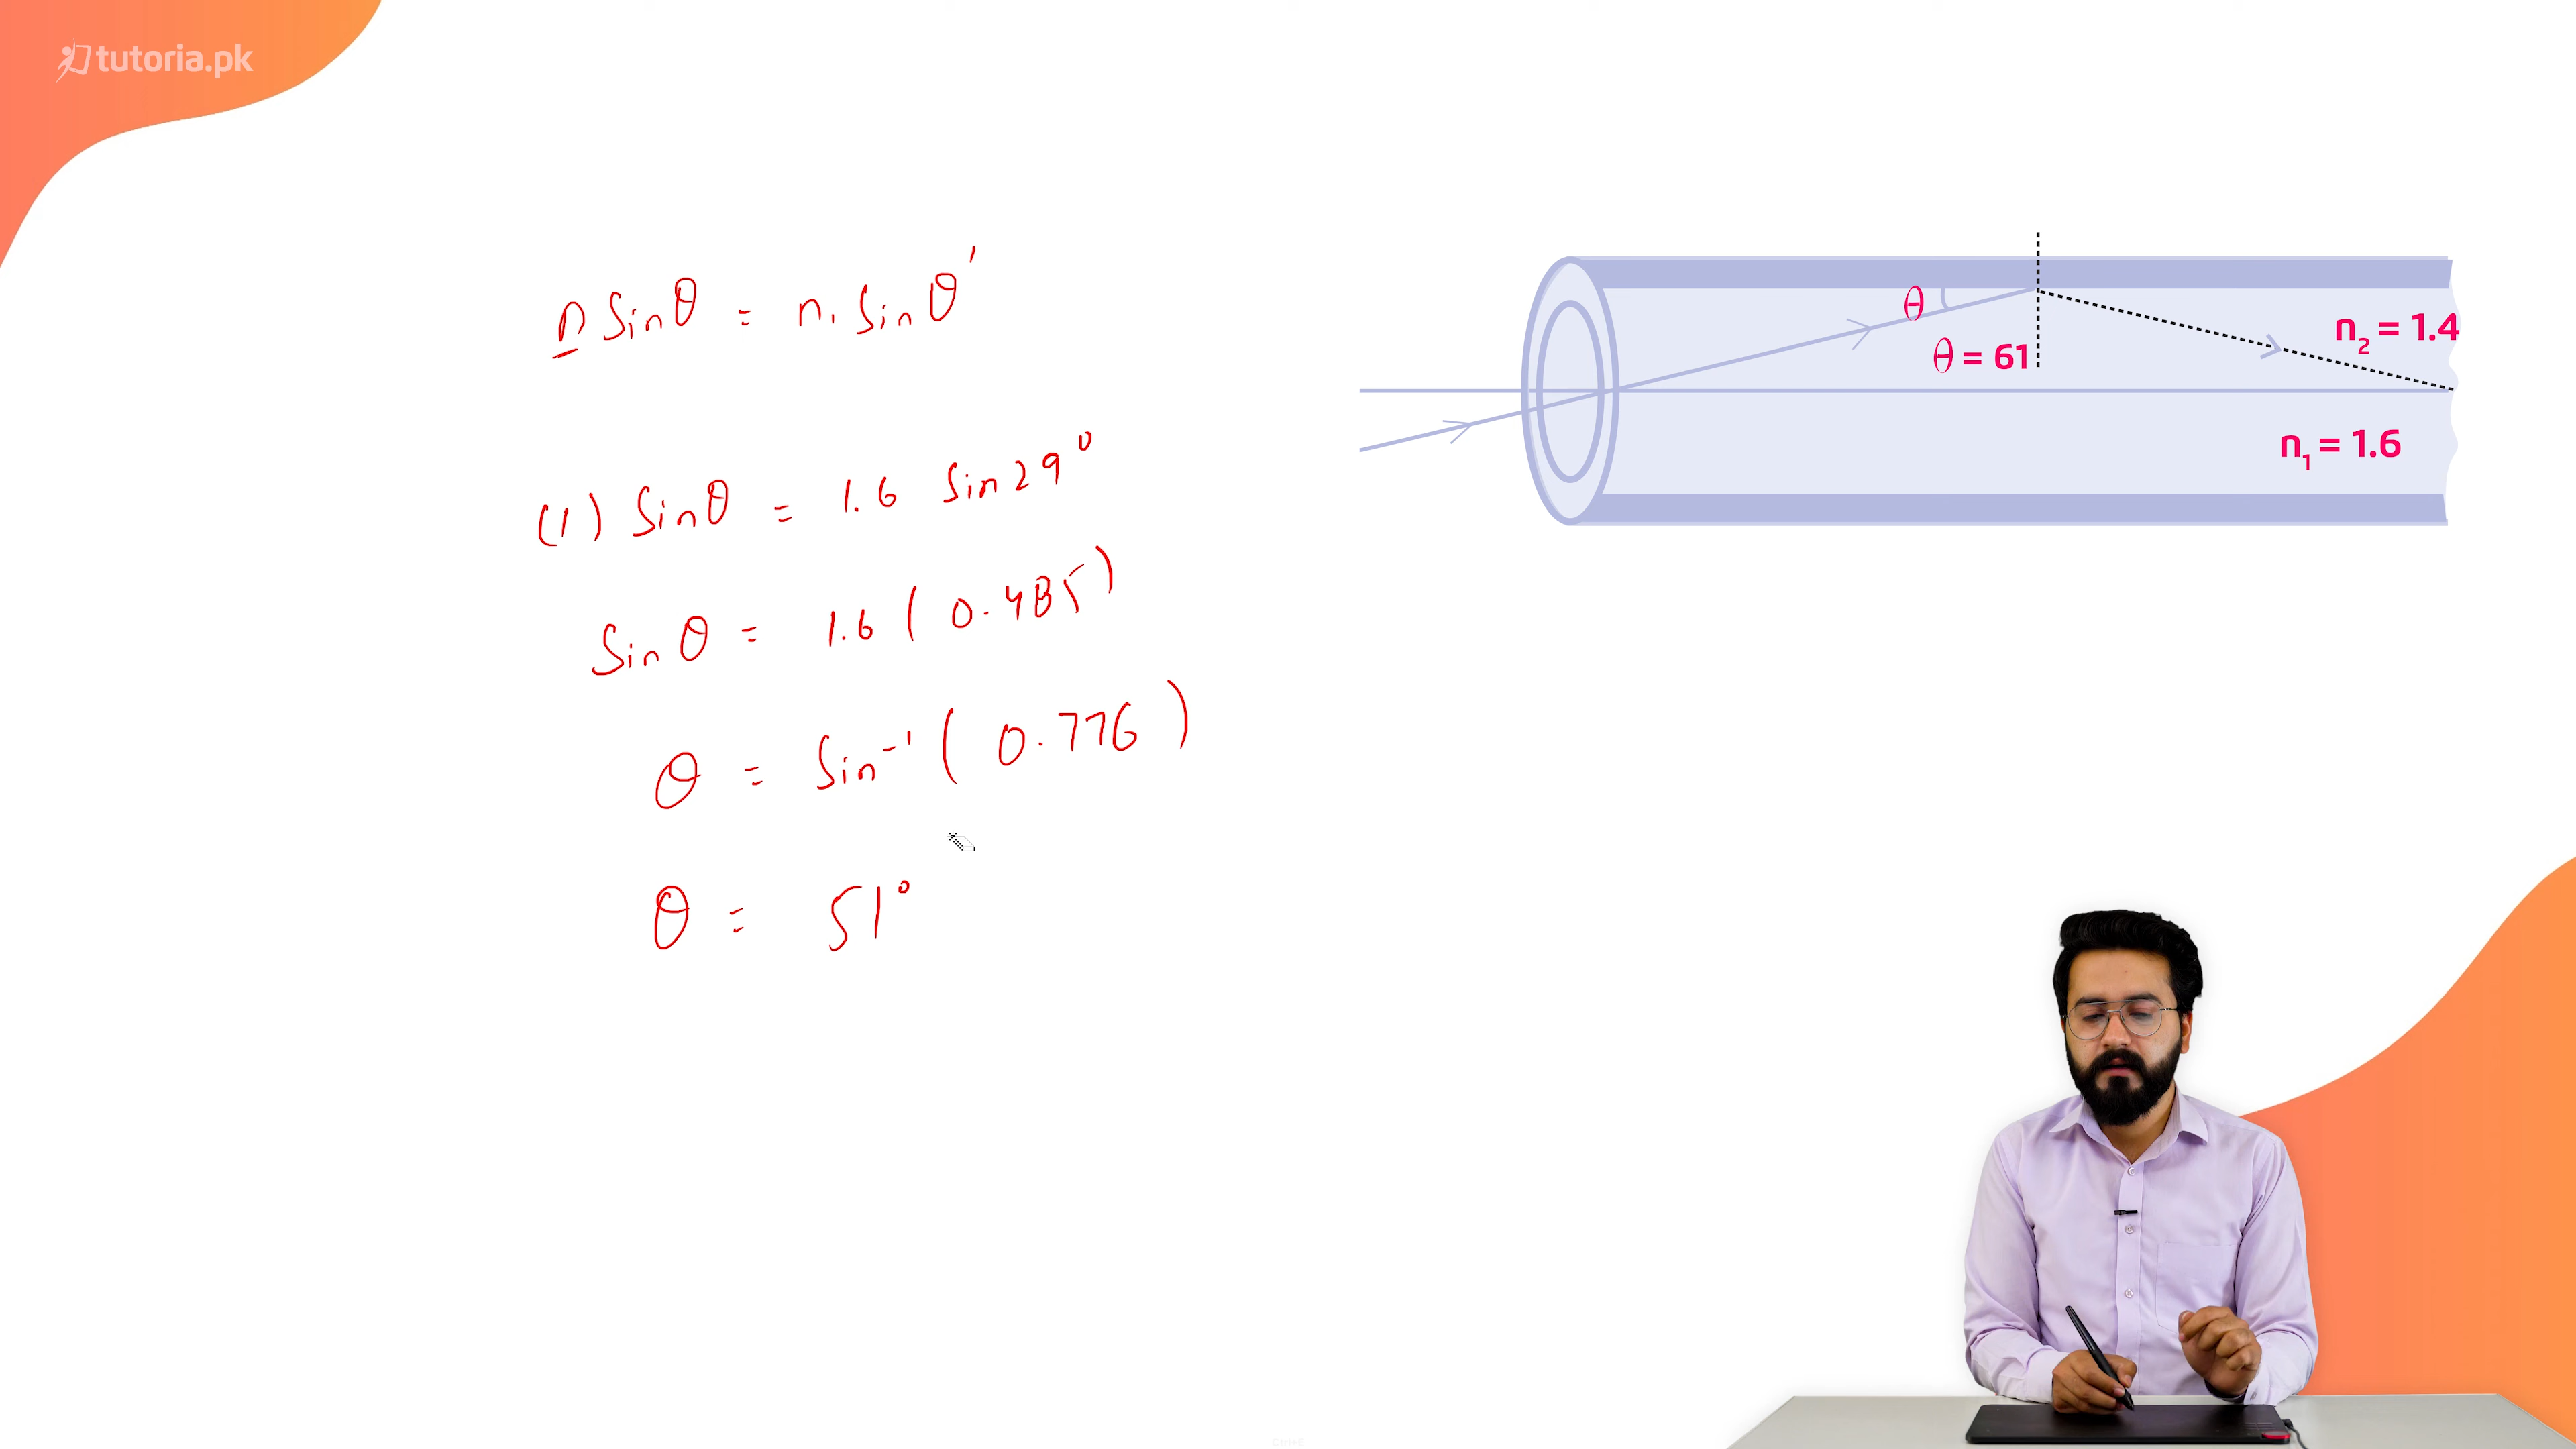 tutoria.pk
n Sinθ = n₁ Sinθ'
(1) Sinθ = 1.6 Sin29°
Sinθ = 1.6 ( 0.485 )
θ = Sin⁻¹ ( 0.776 )
θ = 51°
θ
θ = 61
n₂ = 1.4
n₁ = 1.6